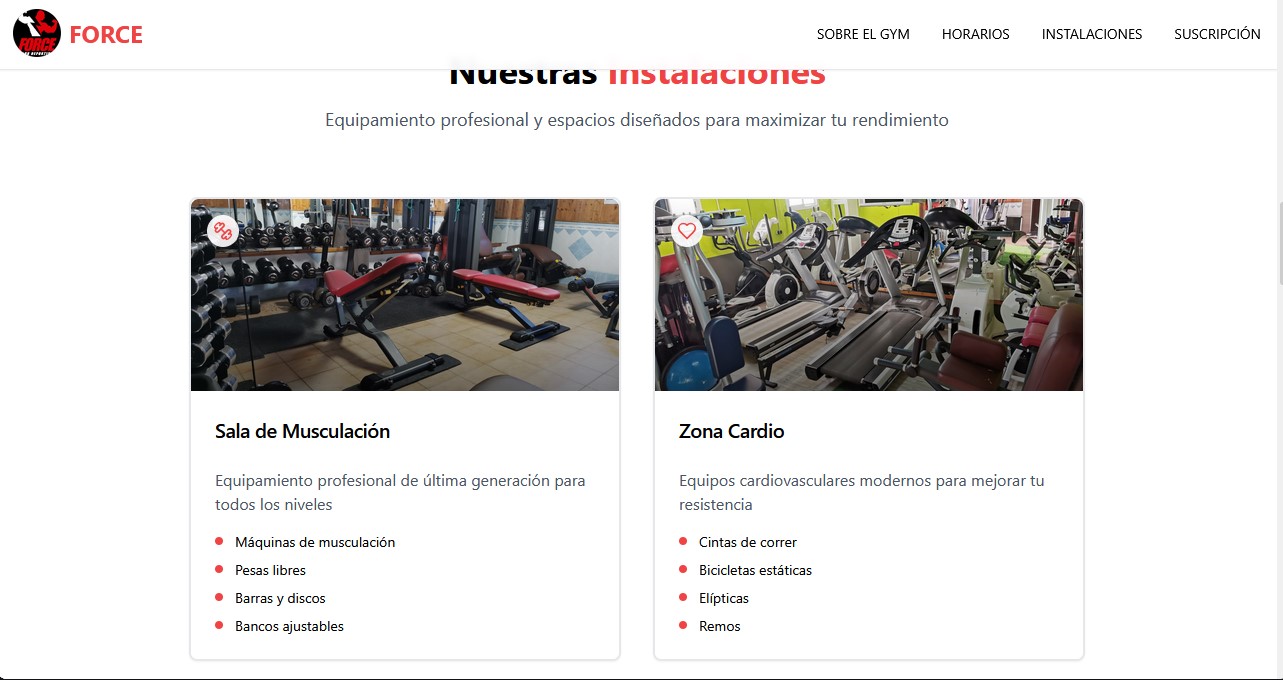 FORCE
FORCE
SOBRE EL GYM
HORARIOS
INSTALACIONES
SUSCRIPCIÓN
Nuestras Instalaciones
Equipamiento profesional y espacios diseñados para maximizar tu rendimiento
Sala de Musculación
Equipamiento profesional de última generación para
todos los niveles
Máquinas de musculación
Pesas libres
Barras y discos
Bancos ajustables
Zona Cardio
Equipos cardiovasculares modernos para mejorar tu
resistencia
Cintas de correr
Bicicletas estáticas
Elípticas
Remos